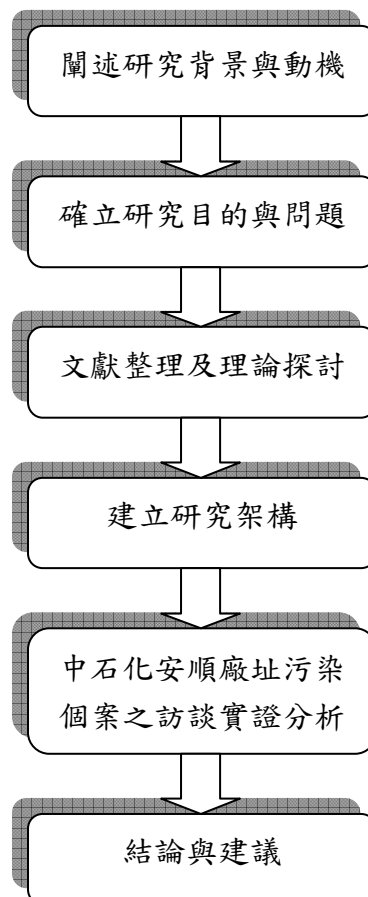 闡述研究背景與動機
確立研究目的與問題
文獻整理及理論探討
建立研究架構
中石化安順廠址污染
個案之訪談實證分析
結論與建議